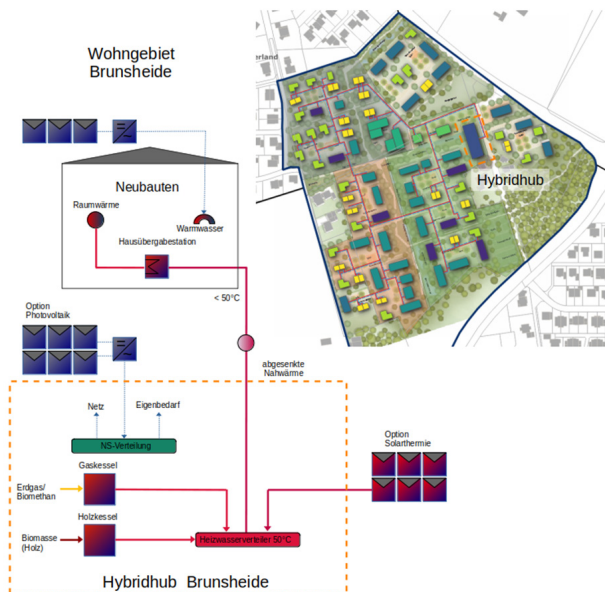 Wohngebiet
Brunsheide
Neubauten
Raumwärme
Warmwasser
Hausübergabestation
< 50°C
Option
Photovoltaik
abgesenkte
Nahwärme
Netz
Eigenbedarf
NS-Verteilung
Gaskessel
Erdgas/
Biomethan
Holzkessel
Biomasse
(Holz)
Heizwasserverteiler 50°C
Option
Solarthermie
Hybridhub Brunsheide
erland
Hybridhub